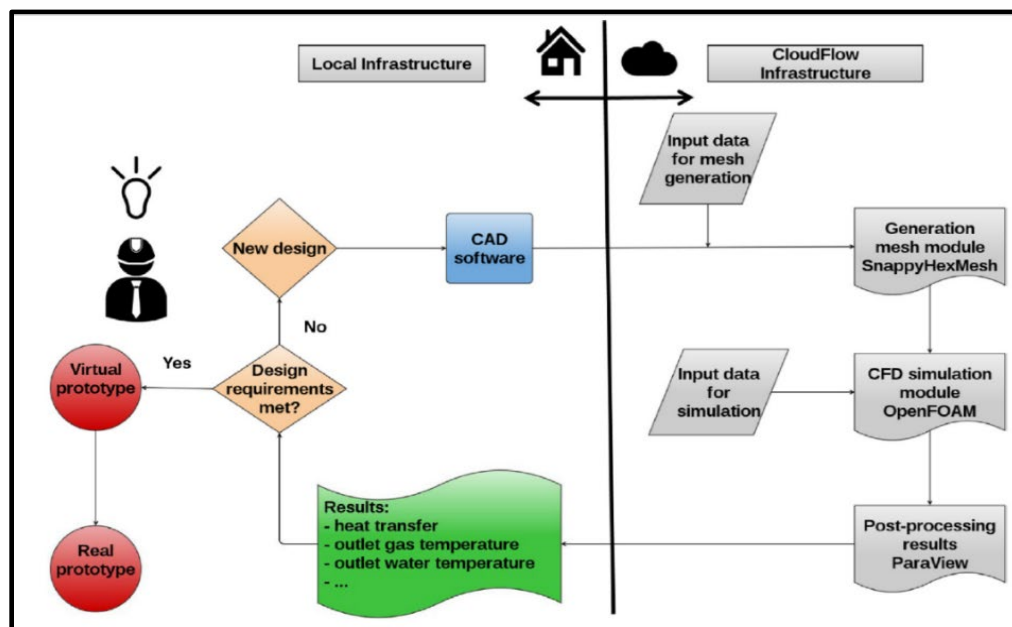 Local Infrastructure
CloudFlow
Infrastructure
Input data
for mesh
generation
New design
CAD
software
Generation
mesh module
SnappyHexMesh
No
Yes
Virtual
prototype
Design
requirements
met?
Input data
for
simulation
CFD simulation
module
OpenFOAM
Results:
- heat transfer
- outlet gas temperature
- outlet water temperature
- ...
Real
prototype
Post-processing
results
ParaView